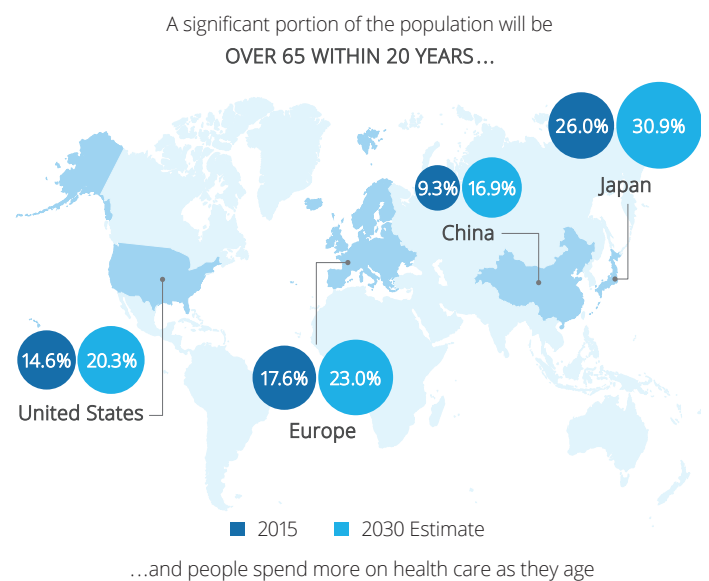 A significant portion of the population will be
OVER 65 WITHIN 20 YEARS…
26.0% 30.9%
Japan
9.3% 16.9%
China
14.6% 20.3%
United States
17.6% 23.0%
Europe
2015 2030 Estimate
…and people spend more on health care as they age